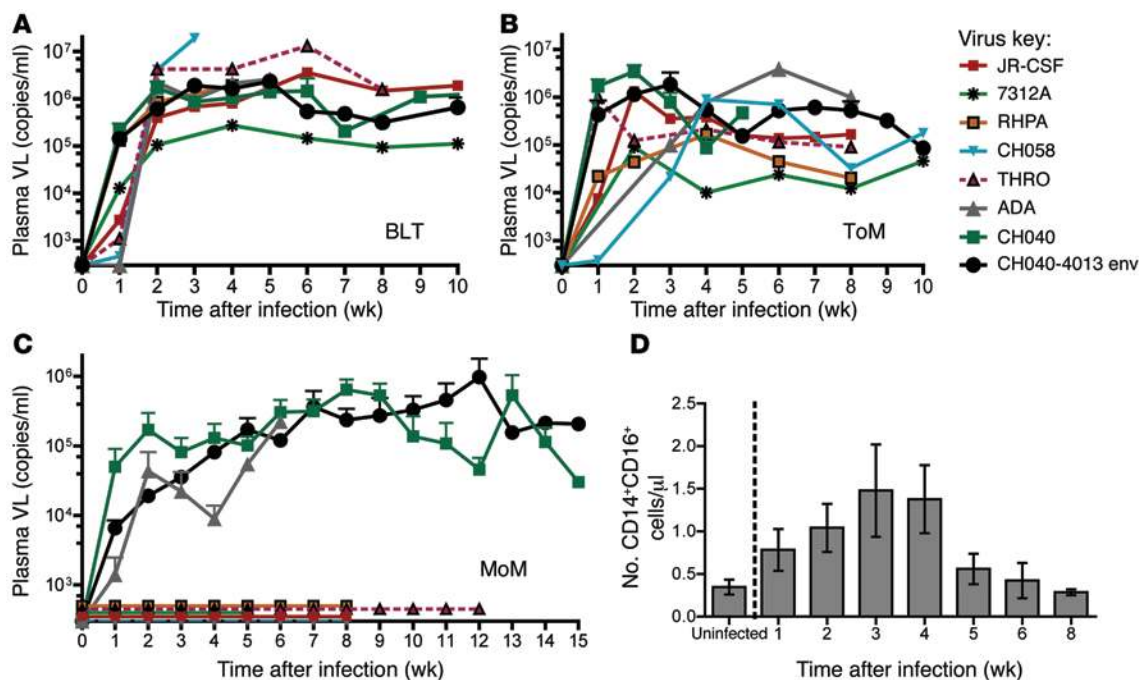 A
Plasma VL (copies/ml)
10⁷
10⁶
10⁵
10⁴
10³
BLT
0 1 2 3 4 5 6 7 8 9 10
Time after infection (wk)
B
Plasma VL (copies/ml)
10⁷
10⁶
10⁵
10⁴
10³
ToM
0 1 2 3 4 5 6 7 8 9 10
Time after infection (wk)
Virus key:
JR-CSF
7312A
RHPA
CH058
THRO
ADA
CH040
CH040-4013 env
C
Plasma VL (copies/ml)
10⁶
10⁵
10⁴
10³
MoM
0 1 2 3 4 5 6 7 8 9 10 11 12 13 14 15
Time after infection (wk)
D
No. CD14⁺CD16⁺
cells/μl
2.5
2.0
1.5
1.0
0.5
0.0
Uninfected 1 2 3 4 5 6 8
Time after infection (wk)